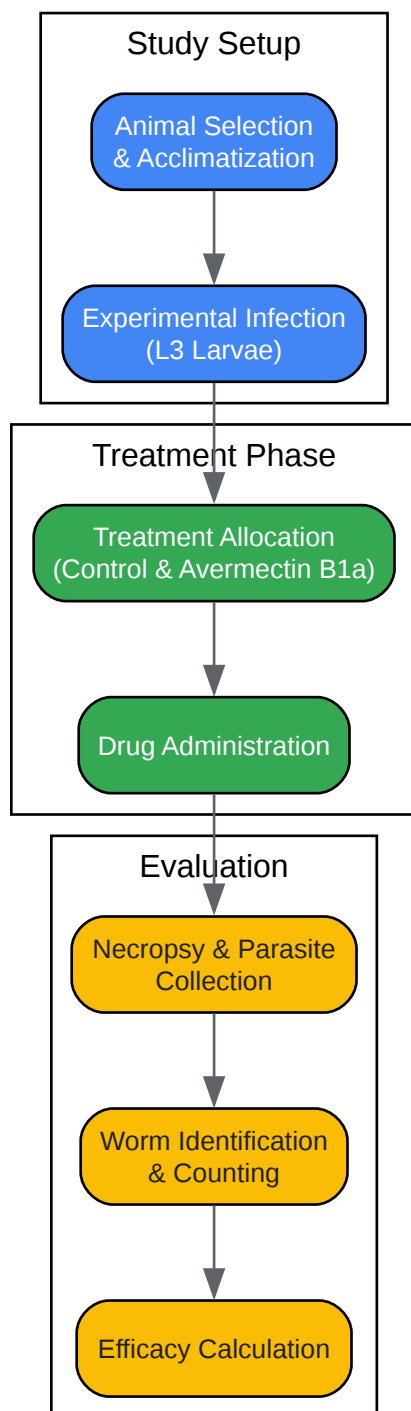 Study Setup
Animal Selection
& Acclimatization
Experimental Infection
(L3 Larvae)
Treatment Phase
Treatment Allocation
(Control & Avermectin B1a)
Drug Administration
Evaluation
Necropsy & Parasite
Collection
Worm Identification
& Counting
Efficacy Calculation